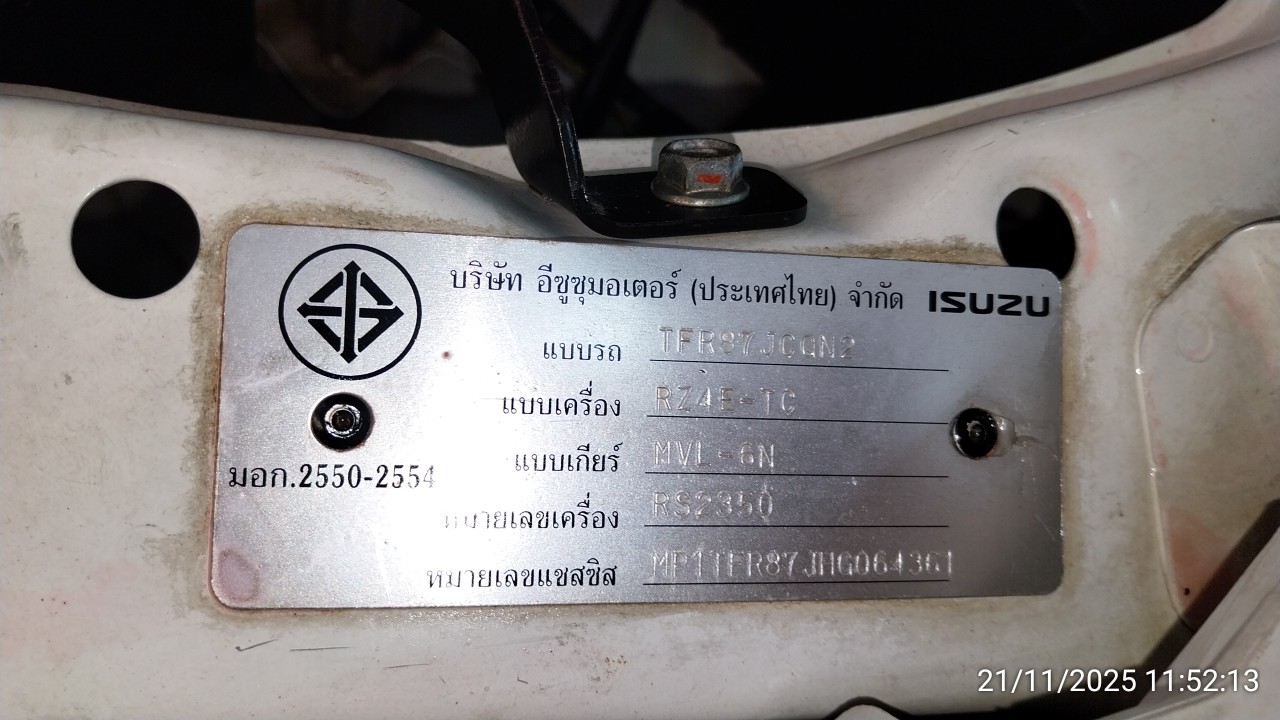 บริษัท อีซูซุมอเตอร์ (ประเทศไทย) จำกัด ISUZU
แบบรถ TFR87JCQN2
แบบเครื่อง RZ4E-TC
แบบเกียร์ MVL-6N
มอก.2550-2554
หมายเลขเครื่อง RS2350
หมายเลขแชสซิส MP1TFR87JHG064361
21/11/2025 11:52:13